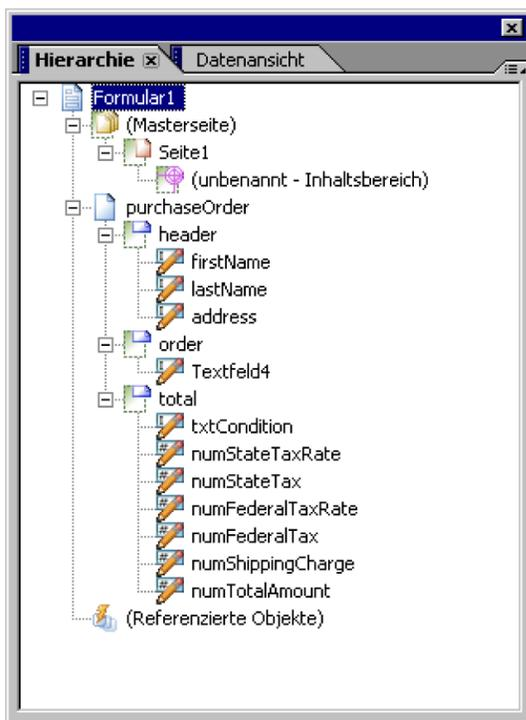 Hierarchie Datenansicht
Formular1
(Masterseite)
Seite1
(unbenannt - Inhaltsbereich)
purchaseOrder
header
firstName
lastName
address
order
Textfeld4
total
txtCondition
numStateTaxRate
numStateTax
numFederalTaxRate
numFederalTax
numShippingCharge
numTotalAmount
(Referenzierte Objekte)